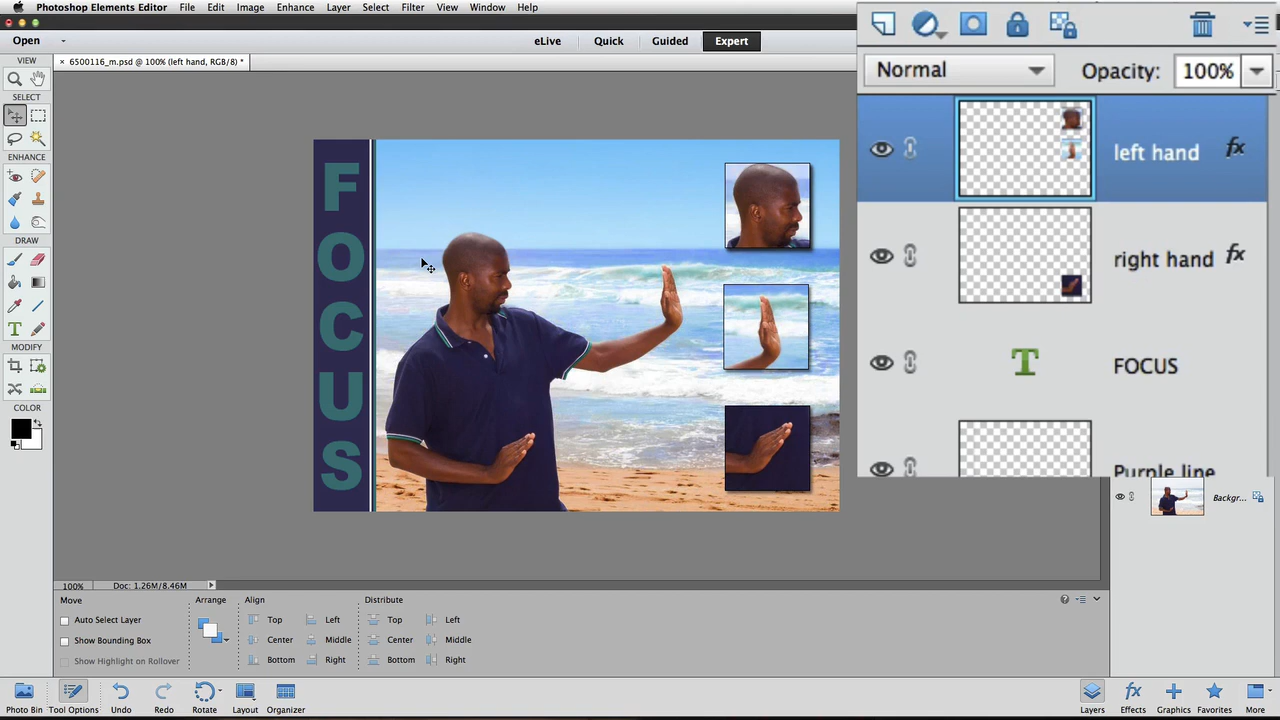 Photoshop Elements Editor File Edit Image Enhance Layer Select Filter View Window Help
Open
eLive Quick Guided Expert
× 6500116_m.psd @ 100% (left hand, RGB/8) *
VIEW
SELECT
ENHANCE
DRAW
T
MODIFY
COLOR
F
O
C
U
S
Normal Opacity: 100%
left hand fx
right hand fx
T FOCUS
Purple line
Backgr...
100% Doc: 1.26M/8.46M
Move
Auto Select Layer
Show Bounding Box
Show Highlight on Rollover
Arrange
Align
Top Left
Center Middle
Bottom Right
Distribute
Top Left
Center Middle
Bottom Right
Photo Bin Tool Options Undo Redo Rotate Layout Organizer
fx
Layers Effects Graphics Favorites More